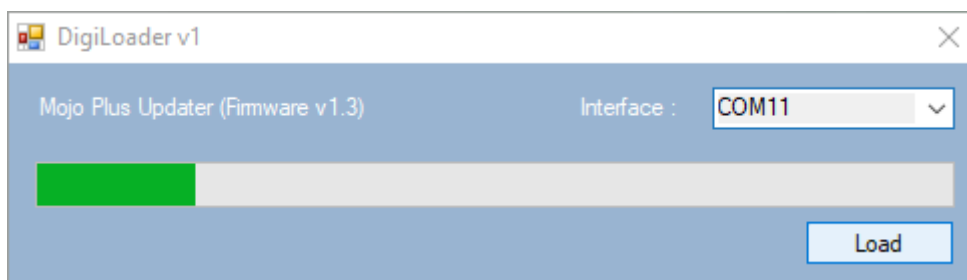 DigiLoader v1
Mojo Plus Updater (Firmware v1.3) Interface : COM11
Load